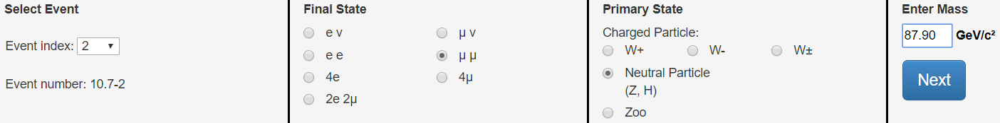 Select Event
Event index: 2
Event number: 10.7-2
Final State
e ν
μ ν
e e
μ μ
4e
4μ
2e 2μ
Primary State
Charged Particle:
W+ W- W±
Neutral Particle
(Z, H)
Zoo
Enter Mass
87.90 GeV/c²
Next